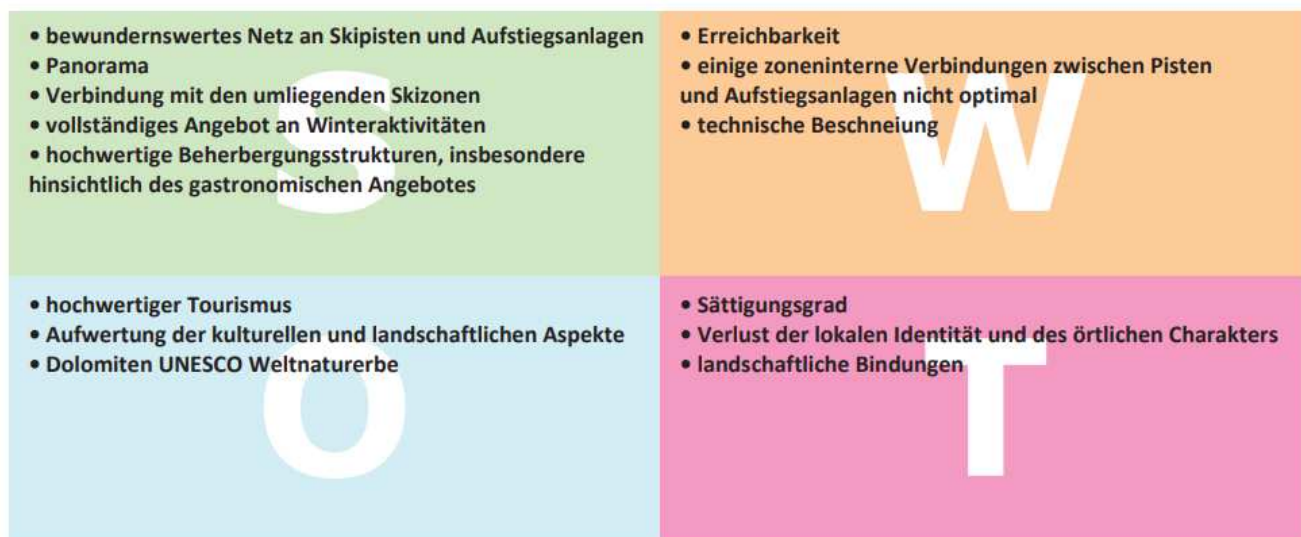 • bewundernswertes Netz an Skipisten und Aufstiegsanlagen
• Panorama
• Verbindung mit den umliegenden Skizonen
• vollständiges Angebot an Winteraktivitäten
• hochwertige Beherbergungsstrukturen, insbesondere
hinsichtlich des gastronomischen Angebotes
S
• Erreichbarkeit
• einige zoneninterne Verbindungen zwischen Pisten
und Aufstiegsanlagen nicht optimal
• technische Beschneiung
W
• hochwertiger Tourismus
• Aufwertung der kulturellen und landschaftlichen Aspekte
• Dolomiten UNESCO Weltnaturerbe
O
• Sättigungsgrad
• Verlust der lokalen Identität und des örtlichen Charakters
• landschaftliche Bindungen
T